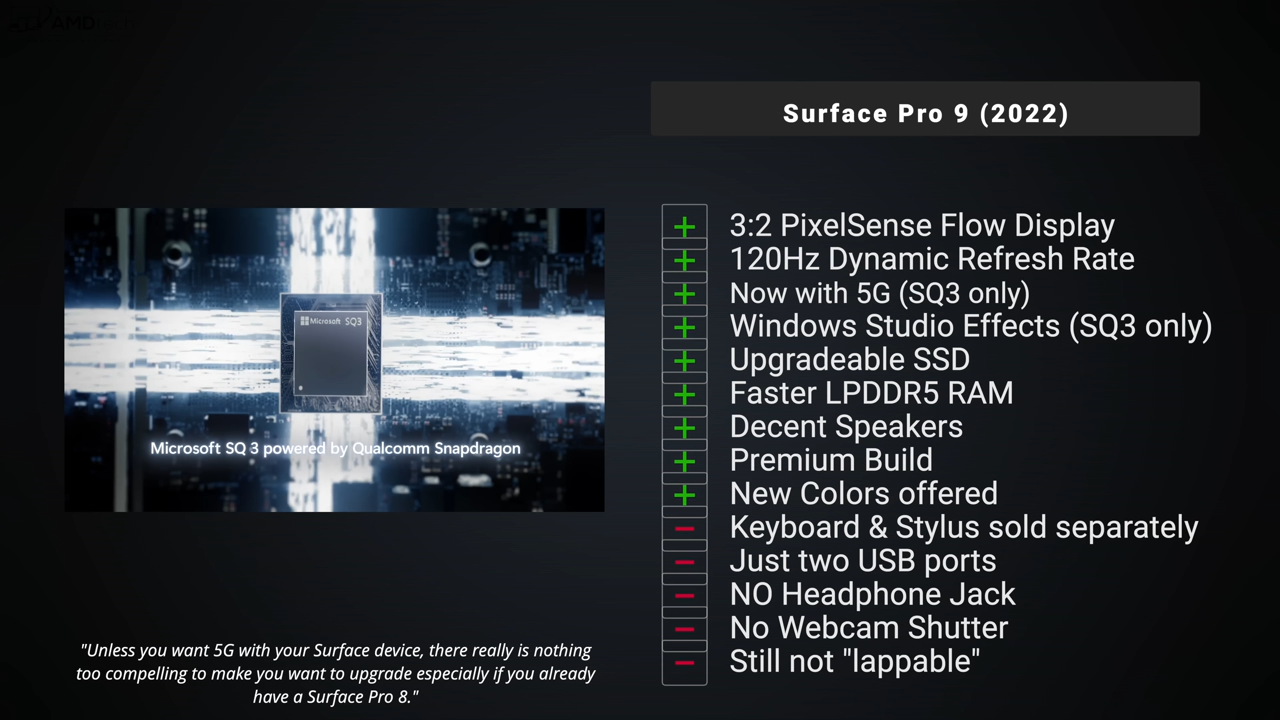 AMD
Surface Pro 9 (2022)
Microsoft SQ3
Microsoft SQ 3 powered by Qualcomm Snapdragon
"Unless you want 5G with your Surface device, there really is nothing
too compelling to make you want to upgrade especially if you already
have a Surface Pro 8."
+ 3:2 PixelSense Flow Display
+ 120Hz Dynamic Refresh Rate
+ Now with 5G (SQ3 only)
+ Windows Studio Effects (SQ3 only)
+ Upgradeable SSD
+ Faster LPDDR5 RAM
+ Decent Speakers
+ Premium Build
+ New Colors offered
– Keyboard & Stylus sold separately
– Just two USB ports
– NO Headphone Jack
– No Webcam Shutter
– Still not "lappable"